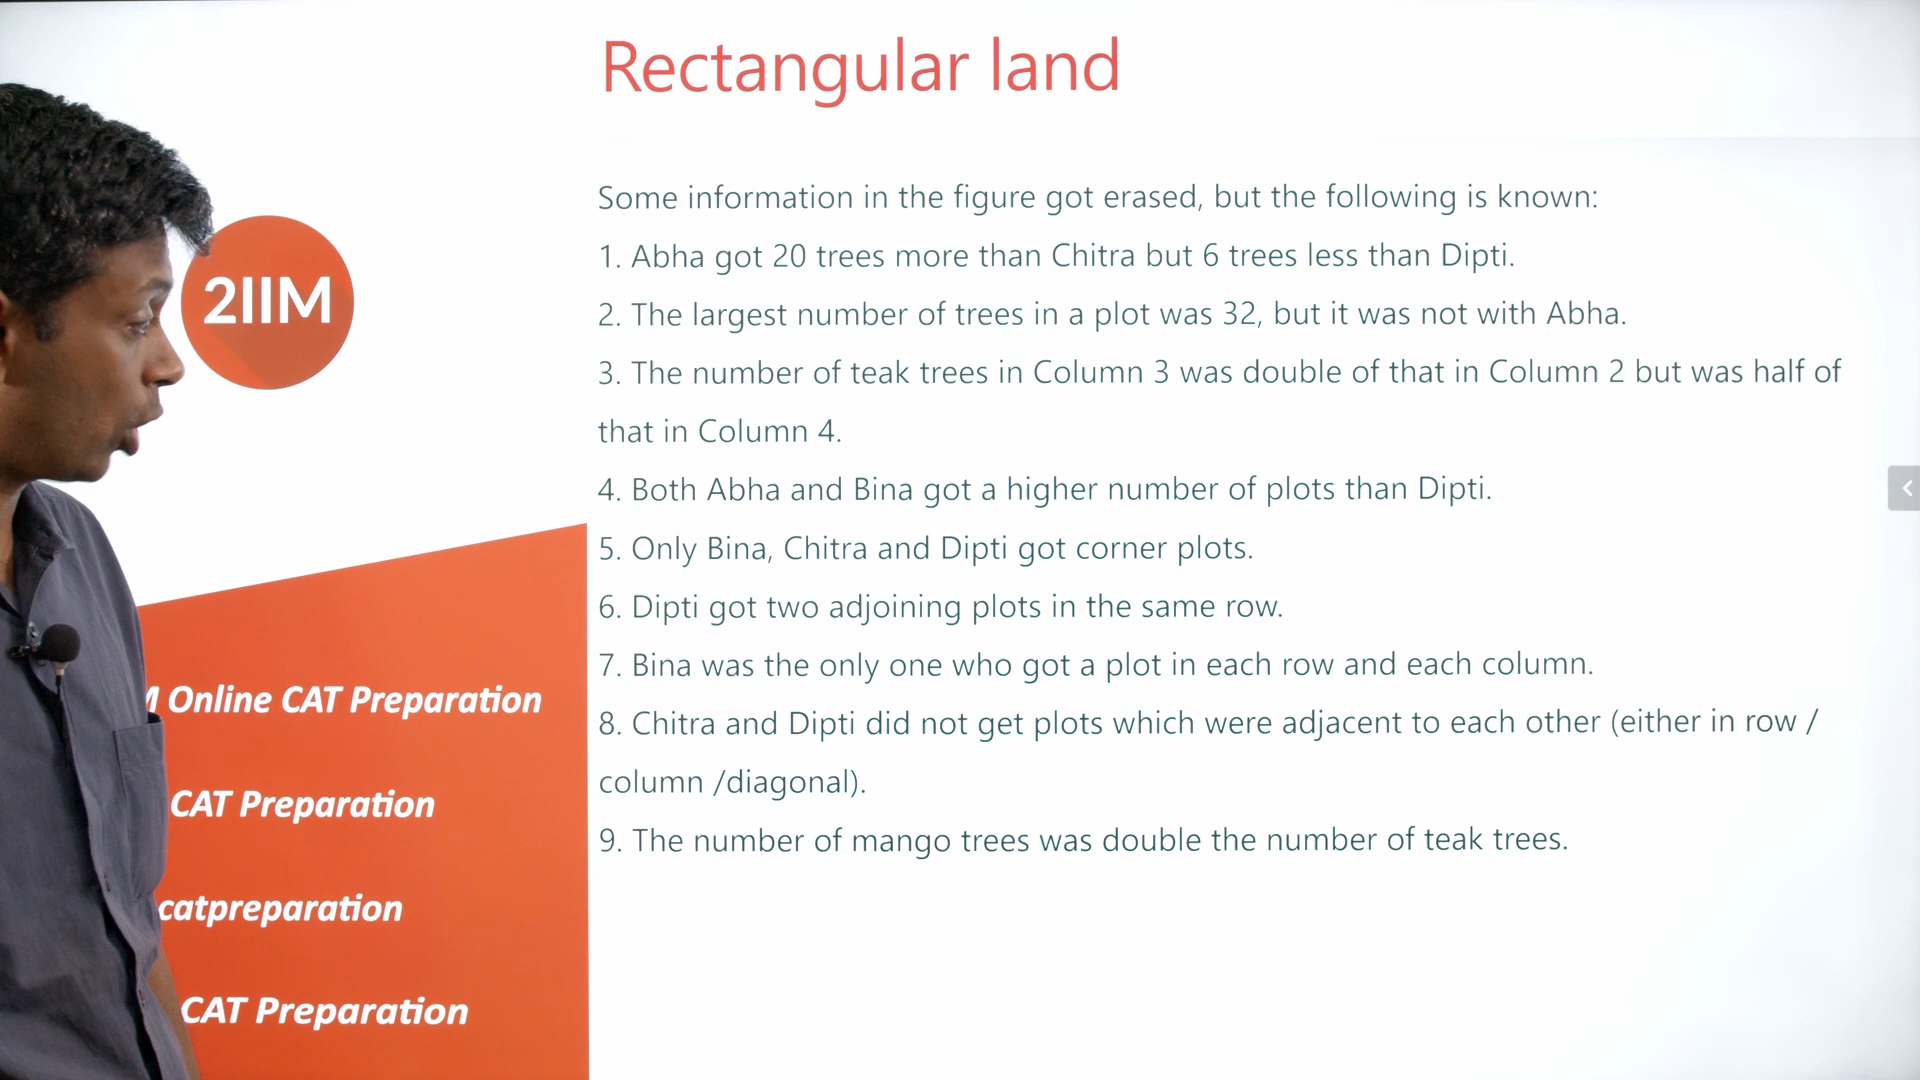 Rectangular land
Some information in the figure got erased, but the following is known:
1. Abha got 20 trees more than Chitra but 6 trees less than Dipti.
2. The largest number of trees in a plot was 32, but it was not with Abha.
3. The number of teak trees in Column 3 was double of that in Column 2 but was half of
that in Column 4.
4. Both Abha and Bina got a higher number of plots than Dipti.
5. Only Bina, Chitra and Dipti got corner plots.
6. Dipti got two adjoining plots in the same row.
7. Bina was the only one who got a plot in each row and each column.
8. Chitra and Dipti did not get plots which were adjacent to each other (either in row /
column /diagonal).
9. The number of mango trees was double the number of teak trees.
2IIM
Online CAT Preparation
CAT Preparation
catpreparation
CAT Preparation